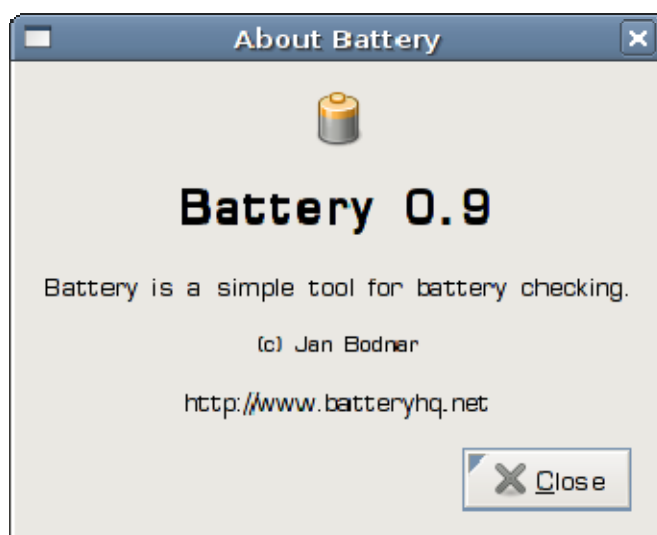 About Battery
Battery 0.9
Battery is a simple tool for battery checking.
(c) Jan Bodnar
http://www.batteryhq.net
Close